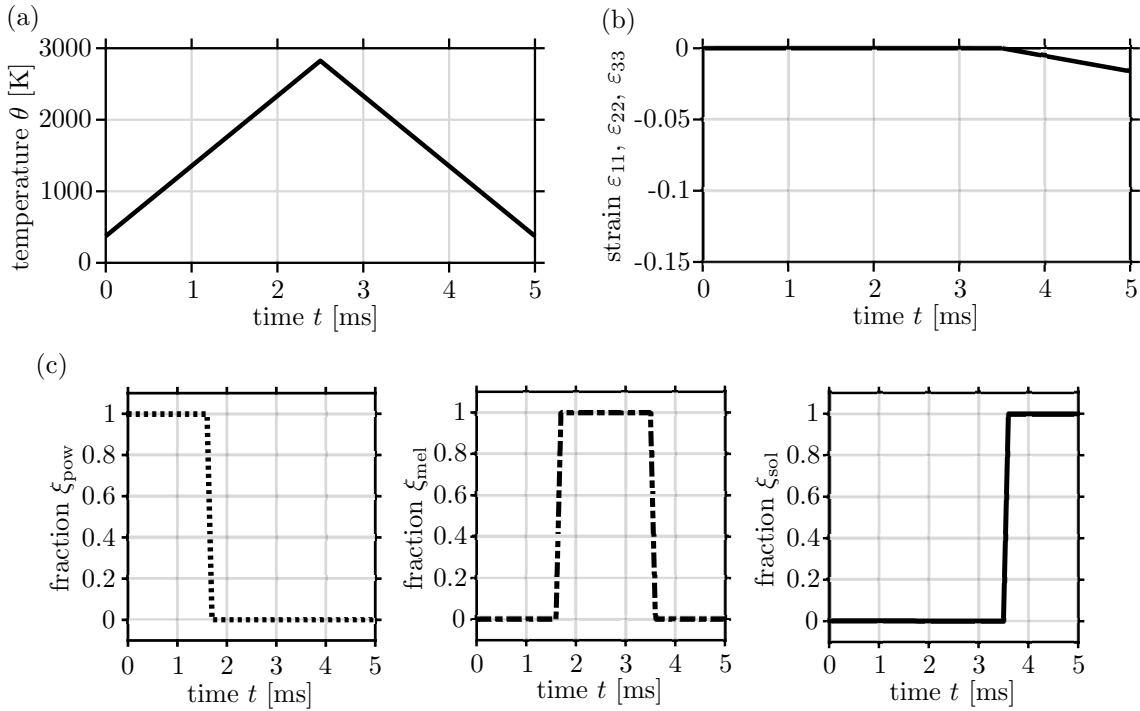 (a)
temperature θ [K]
3000
2000
1000
0
0 1 2 3 4 5
time t [ms]
(b)
strain ε11, ε22, ε33
0
-0.05
-0.1
-0.15
0 1 2 3 4 5
time t [ms]
(c)
fraction ξpow
1
0.8
0.6
0.4
0.2
0
0 1 2 3 4 5
time t [ms]
fraction ξmel
1
0.8
0.6
0.4
0.2
0
0 1 2 3 4 5
time t [ms]
fraction ξsol
1
0.8
0.6
0.4
0.2
0
0 1 2 3 4 5
time t [ms]